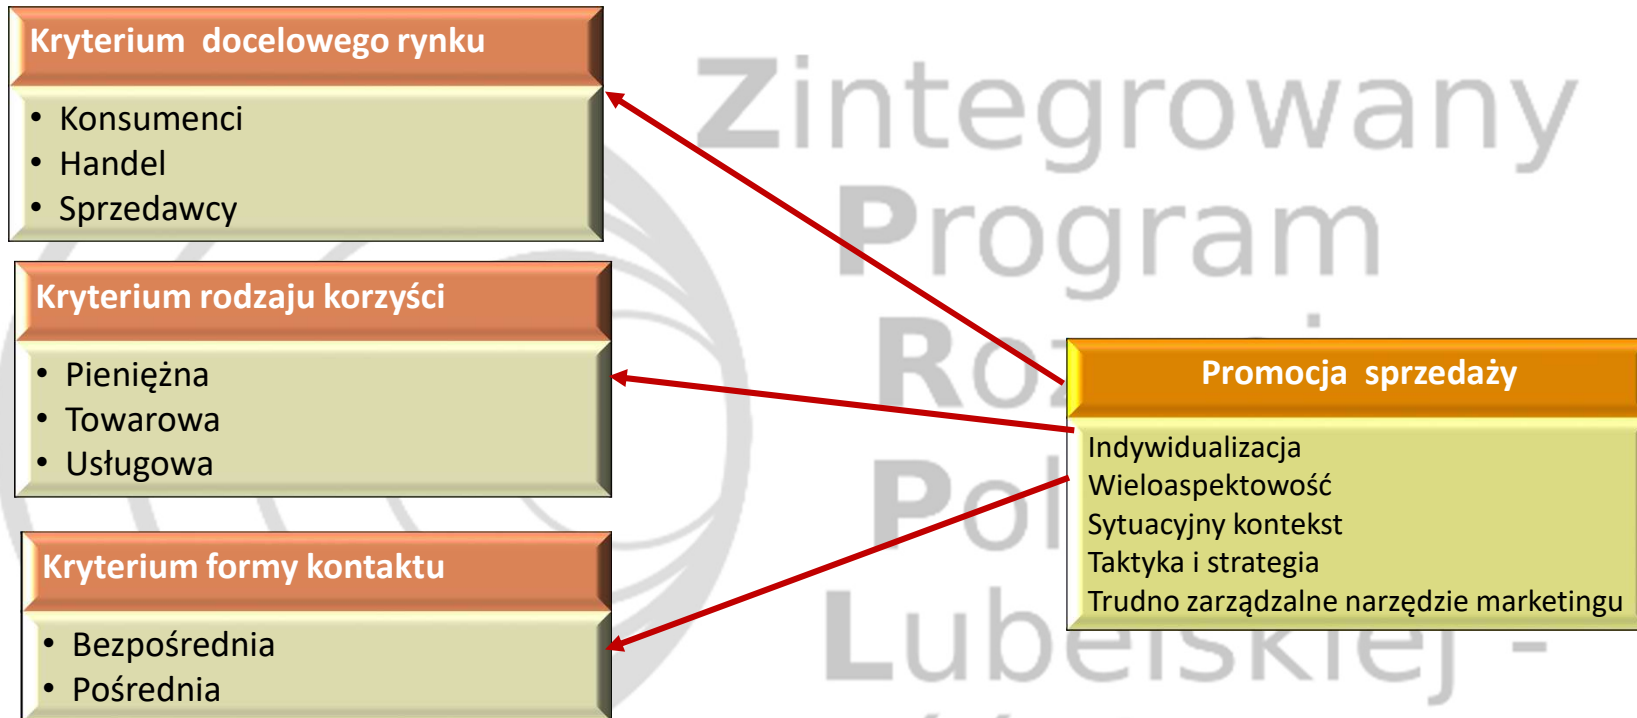 Kryterium docelowego rynku
• Konsumenci
• Handel
• Sprzedawcy
Kryterium rodzaju korzyści
• Pieniężna
• Towarowa
• Usługowa
Kryterium formy kontaktu
• Bezpośrednia
• Pośrednia
Promocja sprzedaży
Indywidualizacja
Wieloaspektowość
Sytuacyjny kontekst
Taktyka i strategia
Trudno zarządzalne narzędzie marketingu
Zintegrowany
Program
Lubelskiej -